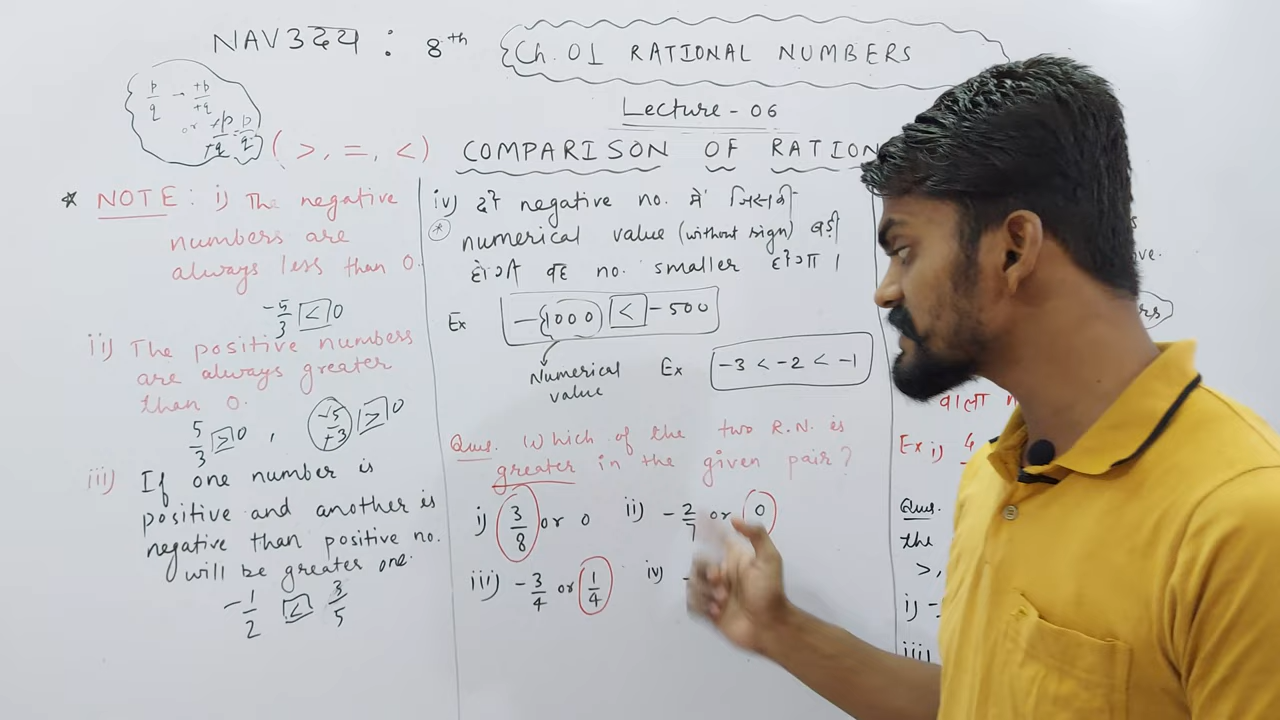 NAV3उदय : 8th
Ch. 01 RATIONAL NUMBERS
Lecture - 06
p/q → +p/+q
or +p/+q = p/q
( >, =, < ) COMPARISON OF RATION
* NOTE : i) The negative
numbers are
always less than 0.
-5/3 < 0
ii) The positive numbers
are always greater
than 0.
5/3 > 0 , > 0
iii) If one number is
positive and another is
negative than positive no.
will be greater one.
-1/2 < 3/5
iv) दो negative no. में जिसकी
* numerical value (without sign) बड़ी
होगी वह no. smaller होगा।
Ex -1000 < -500
Numerical
value
Ex -3 < -2 < -1
Ques. Which of the two R.N. is
greater in the given pair?
i) 3/8 or 0 ii) -2/7 or 0
iii) -3/4 or 1/4 iv) -
ve.
rs
वाला
Ex i) 4
Ques.
the
>,
i) -
iii)